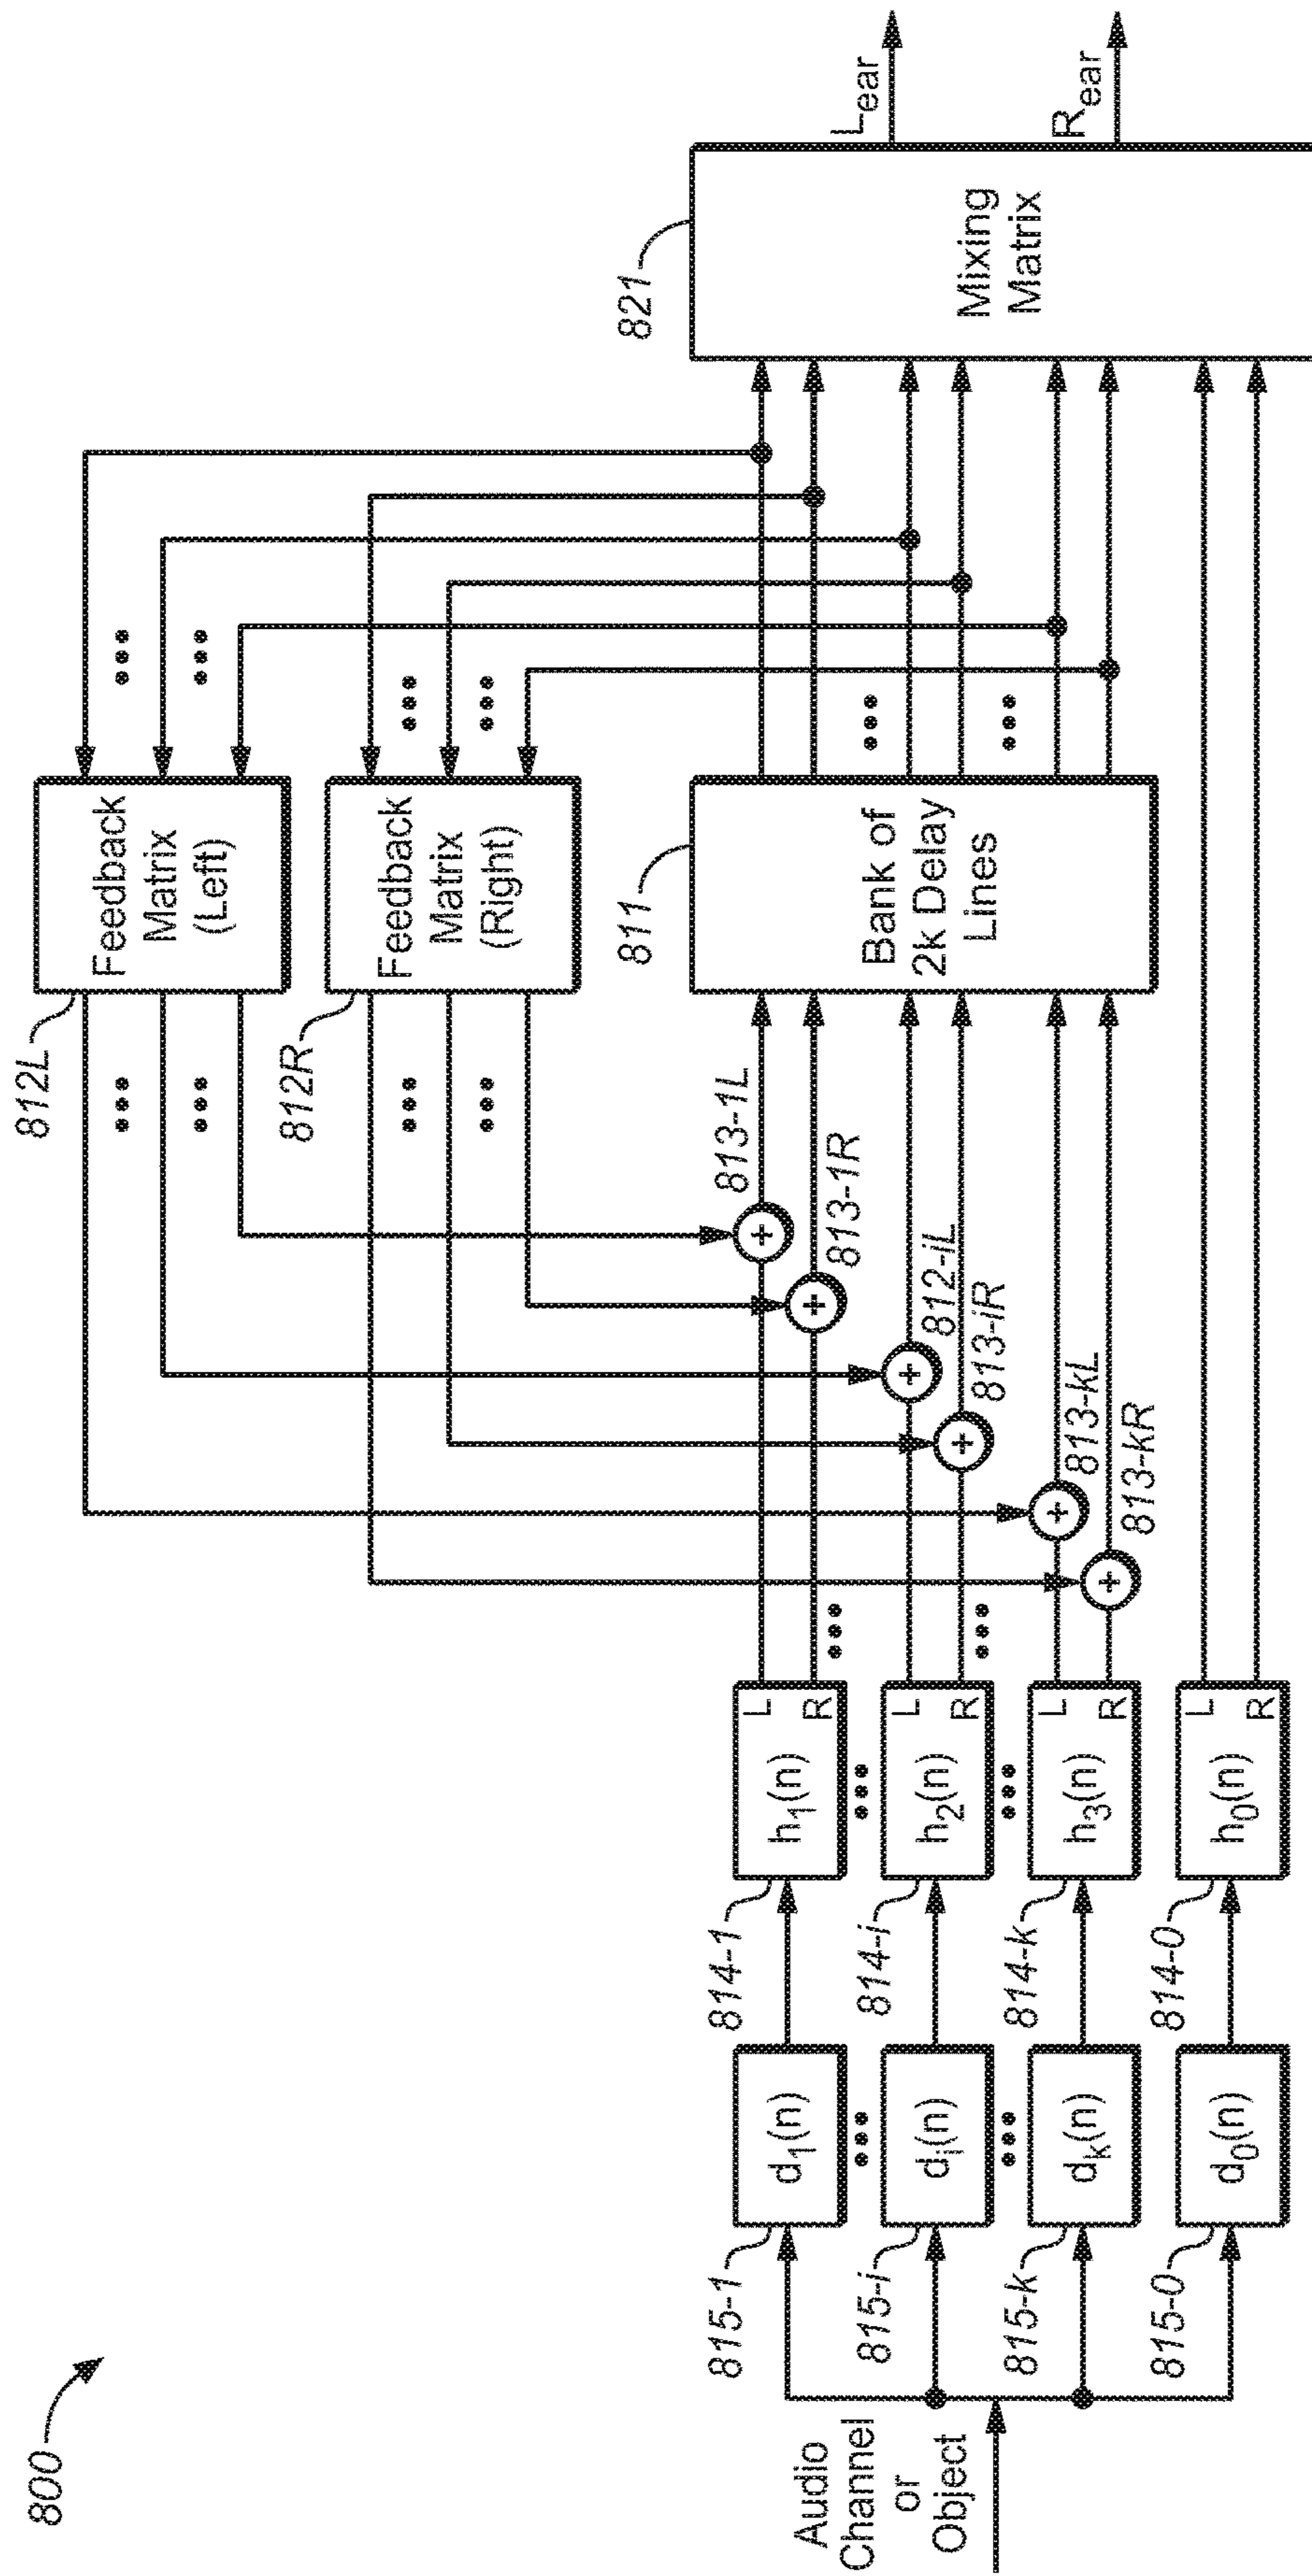 800
Audio
Channel
or
Object
815-1
d1(n)
815-i
di(n)
815-k
dk(n)
815-0
d0(n)
814-1
h1(n)
L
R
814-i
h2(n)
L
R
814-k
h3(n)
L
R
814-0
h0(n)
L
R
812L
Feedback
Matrix
(Left)
812R
Feedback
Matrix
(Right)
813-1L
813-1R
812-iL
813-iR
813-kL
813-kR
811
Bank of
2k Delay
Lines
821
Mixing
Matrix
Lear
Rear